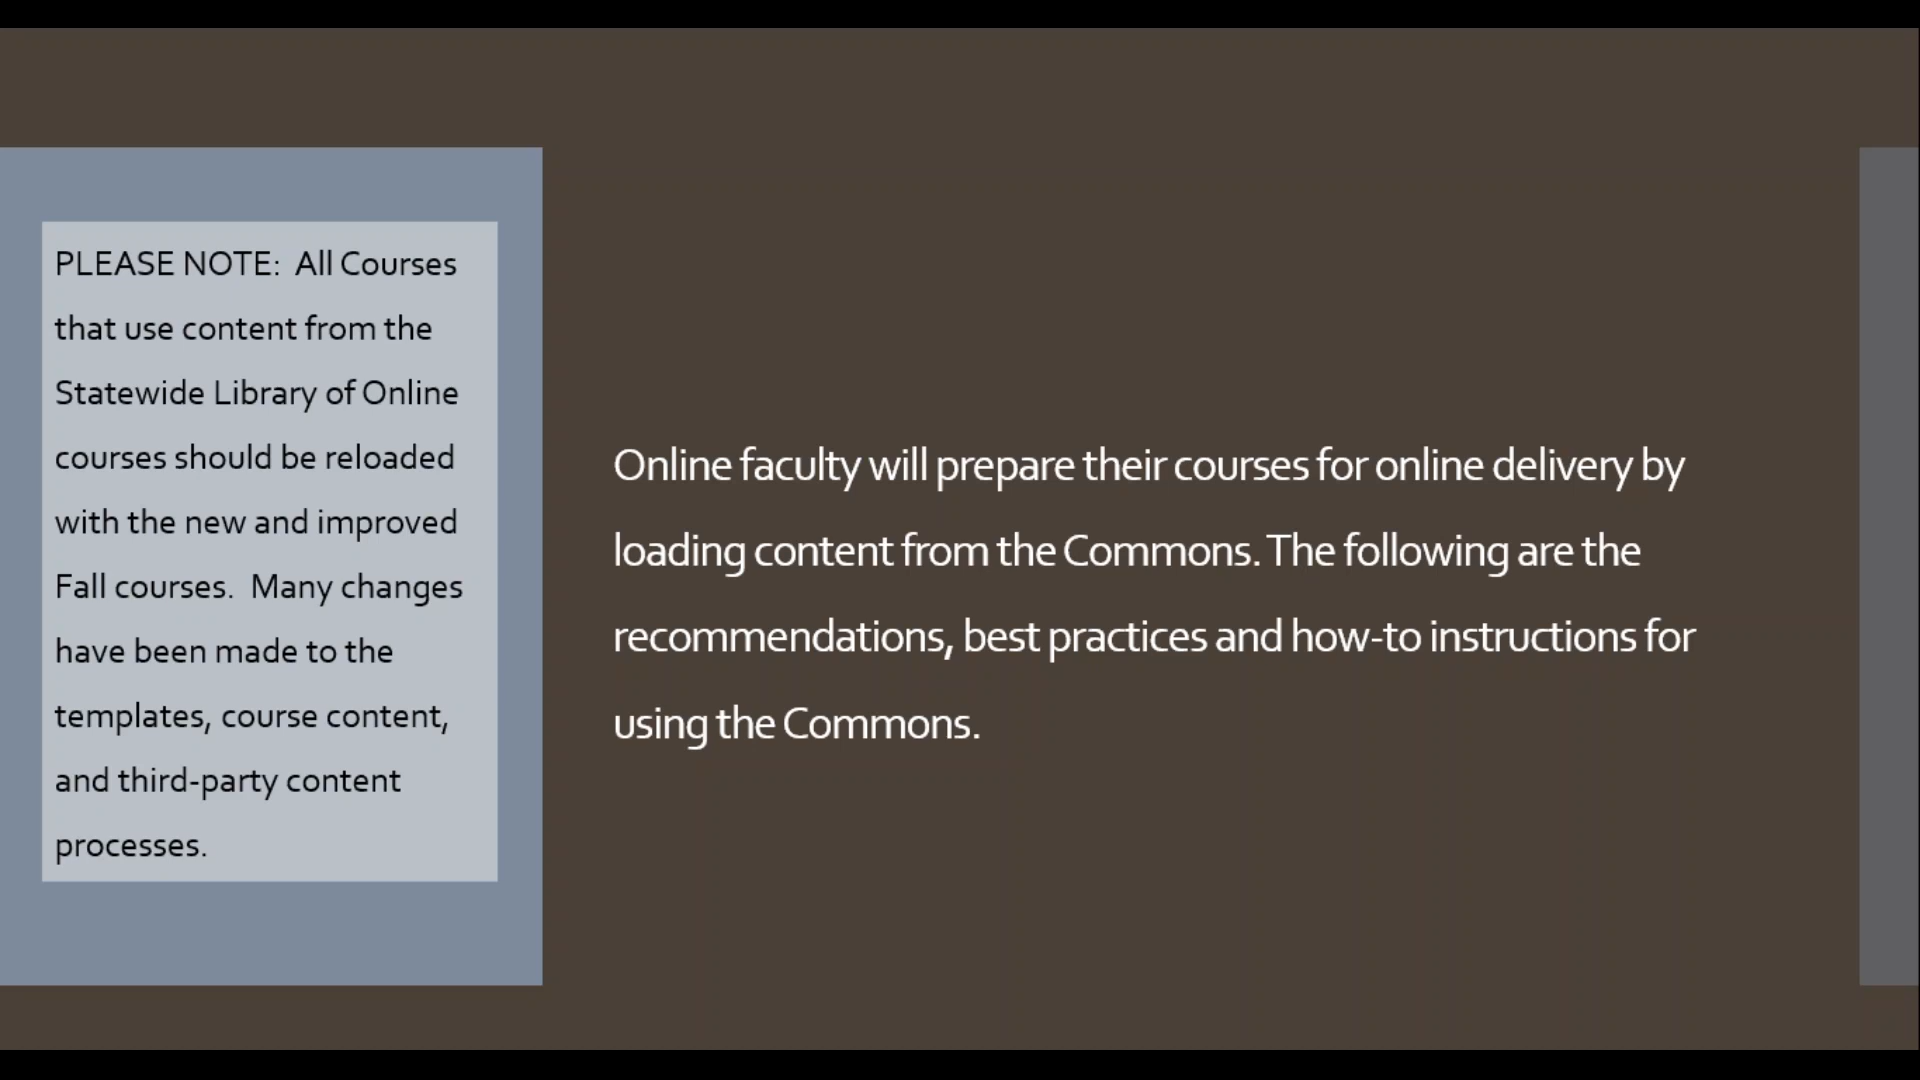 PLEASE NOTE:  All Courses
that use content from the
Statewide Library of Online
courses should be reloaded
with the new and improved
Fall courses.  Many changes
have been made to the
templates, course content,
and third-party content
processes.
Online faculty will prepare their courses for online delivery by
loading content from the Commons. The following are the
recommendations, best practices and how-to instructions for
using the Commons.